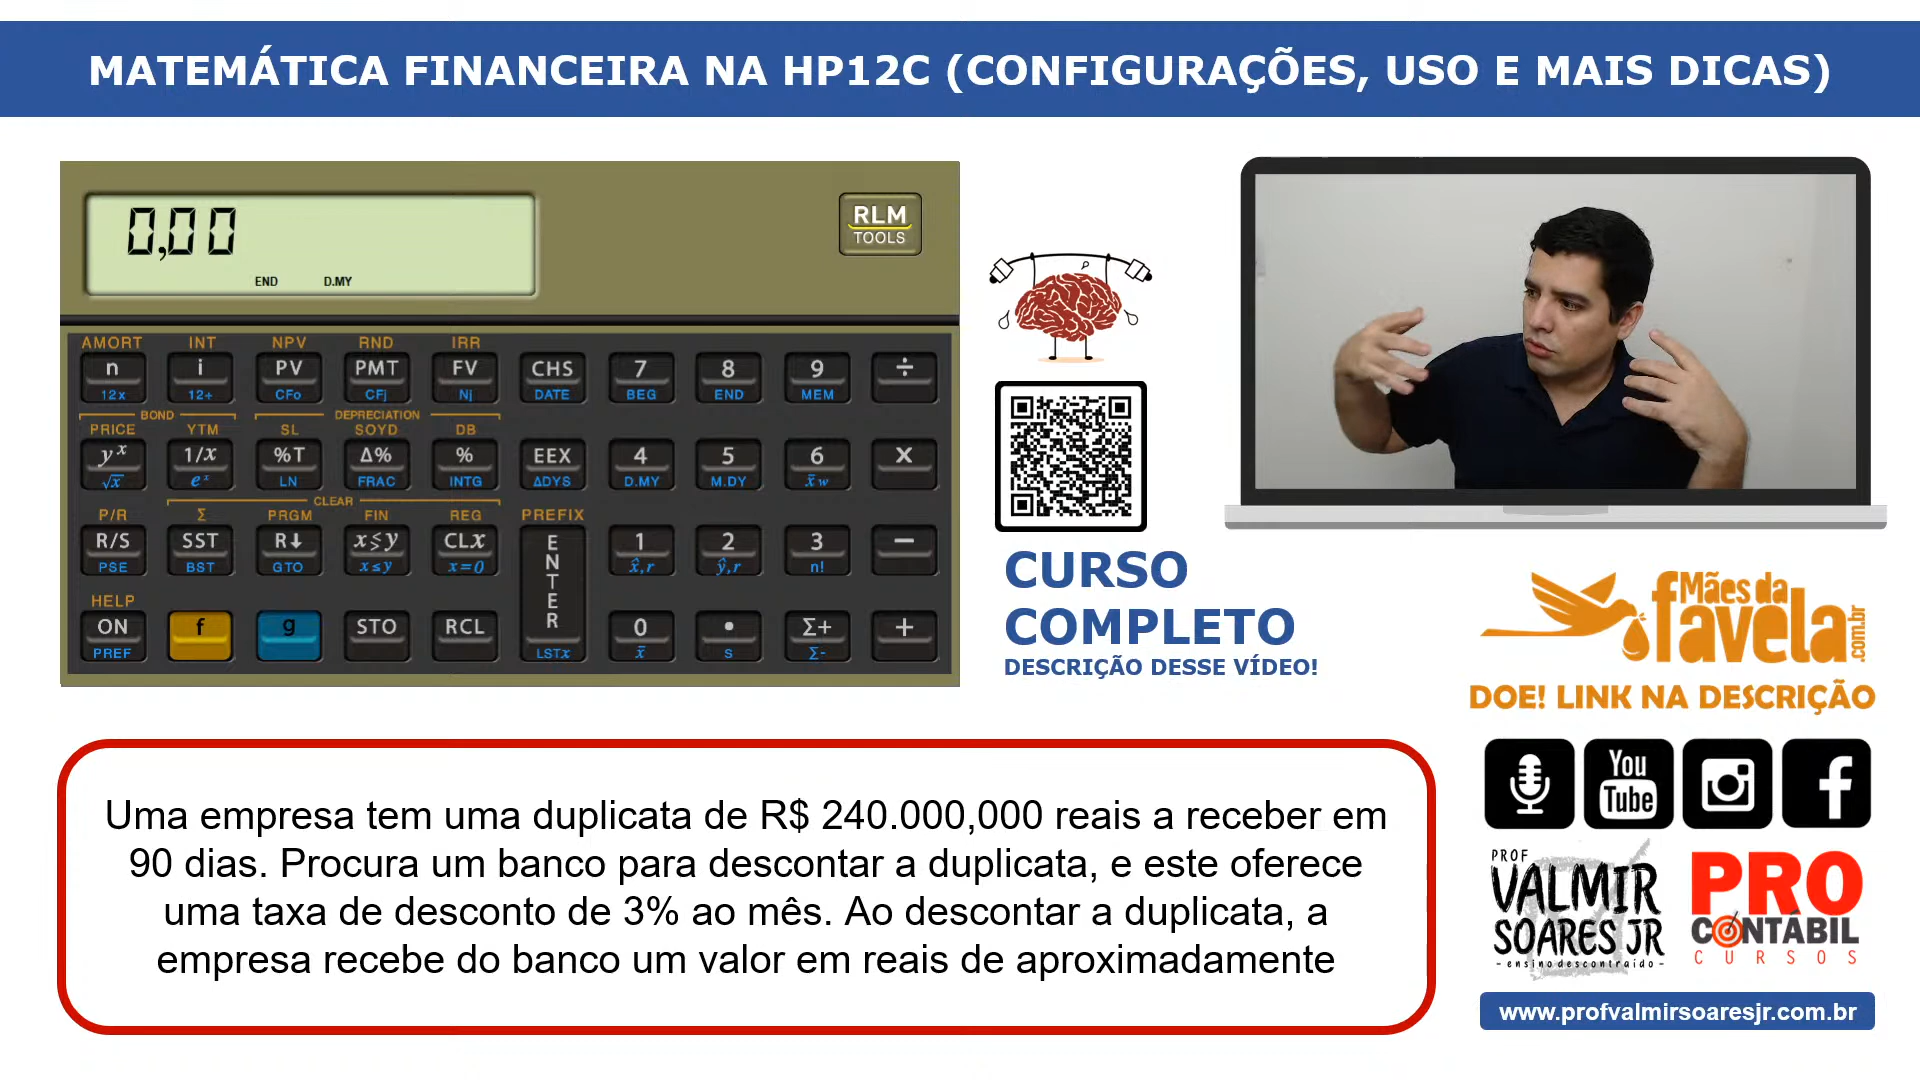 MATEMÁTICA FINANCEIRA NA HP12C (CONFIGURAÇÕES, USO E MAIS DICAS)
0,00
END D.MY
RLM
TOOLS
AMORT INT NPV RND IRR
n i PV PMT FV CHS 7 8 9 ÷
12x 12÷ CFo CFj Nj DATE BEG END MEM
BOND DEPRECIATION
PRICE YTM SL SOYD DB
yˣ 1/x %T Δ% % EEX 4 5 6 X
√x eˣ LN FRAC INTG ΔDYS D.MY M.DY x̄w
CLEAR
P/R Σ PRGM FIN REG PREFIX
R/S SST R↓ x≶y CLx ENTER 1 2 3 −
PSE BST GTO x≤y x=0 x̂,r ŷ,r n!
HELP
ON f g STO RCL 0 • Σ+ +
PREF LSTx x̄ s Σ-
CURSO
COMPLETO
DESCRIÇÃO DESSE VÍDEO!
Mães da
favela
.com.br
DOE! LINK NA DESCRIÇÃO
You
Tube
PROF
VALMIR
SOARES JR
- ensino descontraído -
PRO
CONTÁBIL
CURSOS
www.profvalmirsoaresjr.com.br
Uma empresa tem uma duplicata de R$ 240.000,000 reais a receber em
90 dias. Procura um banco para descontar a duplicata, e este oferece
uma taxa de desconto de 3% ao mês. Ao descontar a duplicata, a
empresa recebe do banco um valor em reais de aproximadamente